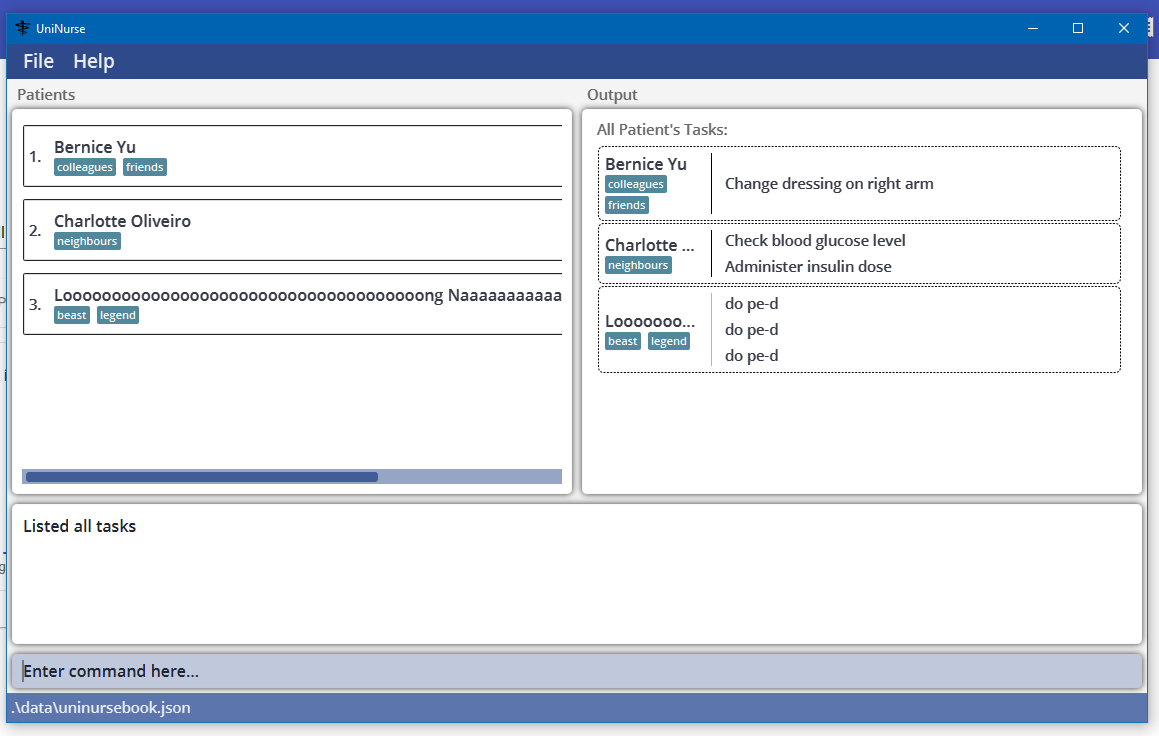 UniNurse
File Help
Patients
1. Bernice Yu
colleagues friends
2. Charlotte Oliveiro
neighbours
3. Looooooooooooooooooooooooooooooooooooong Naaaaaaaaaaa
beast legend
Output
All Patient's Tasks:
Bernice Yu
colleagues
friends
Change dressing on right arm
Charlotte ...
neighbours
Check blood glucose level
Administer insulin dose
Looooooo...
beast legend
do pe-d
do pe-d
do pe-d
Listed all tasks
Enter command here...
.\data\uninursebook.json